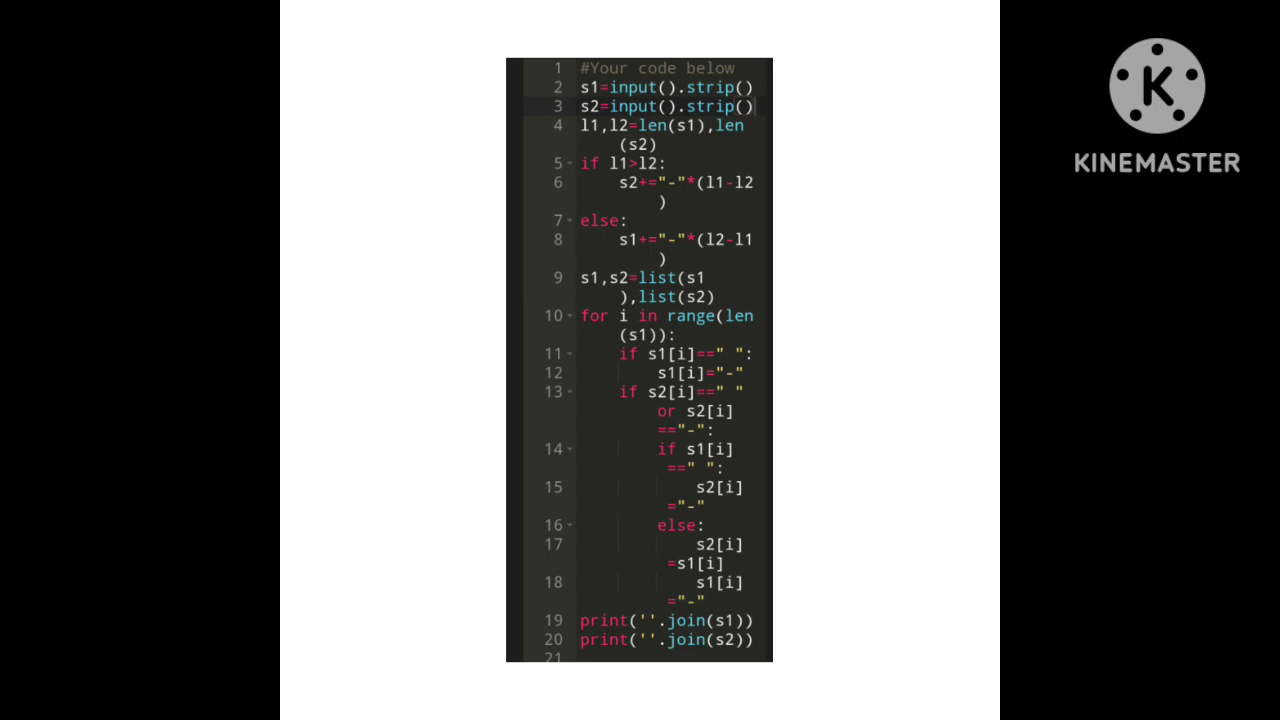 1 #Your code below
2 s1=input().strip()
3 s2=input().strip()
4 l1,l2=len(s1),len
(s2)
5 if l1>l2:
6 s2+="-"*(l1-l2
)
7 else:
8 s1+="-"*(l2-l1
)
9 s1,s2=list(s1
),list(s2)
10 for i in range(len
(s1)):
11 if s1[i]==" ":
12 s1[i]="-"
13 if s2[i]==" "
or s2[i]
=="-":
14 if s1[i]
==" ":
15 s2[i]
="-"
16 else:
17 s2[i]
=s1[i]
18 s1[i]
="-"
19 print(''.join(s1))
20 print(''.join(s2))
21
K
KINEMASTER